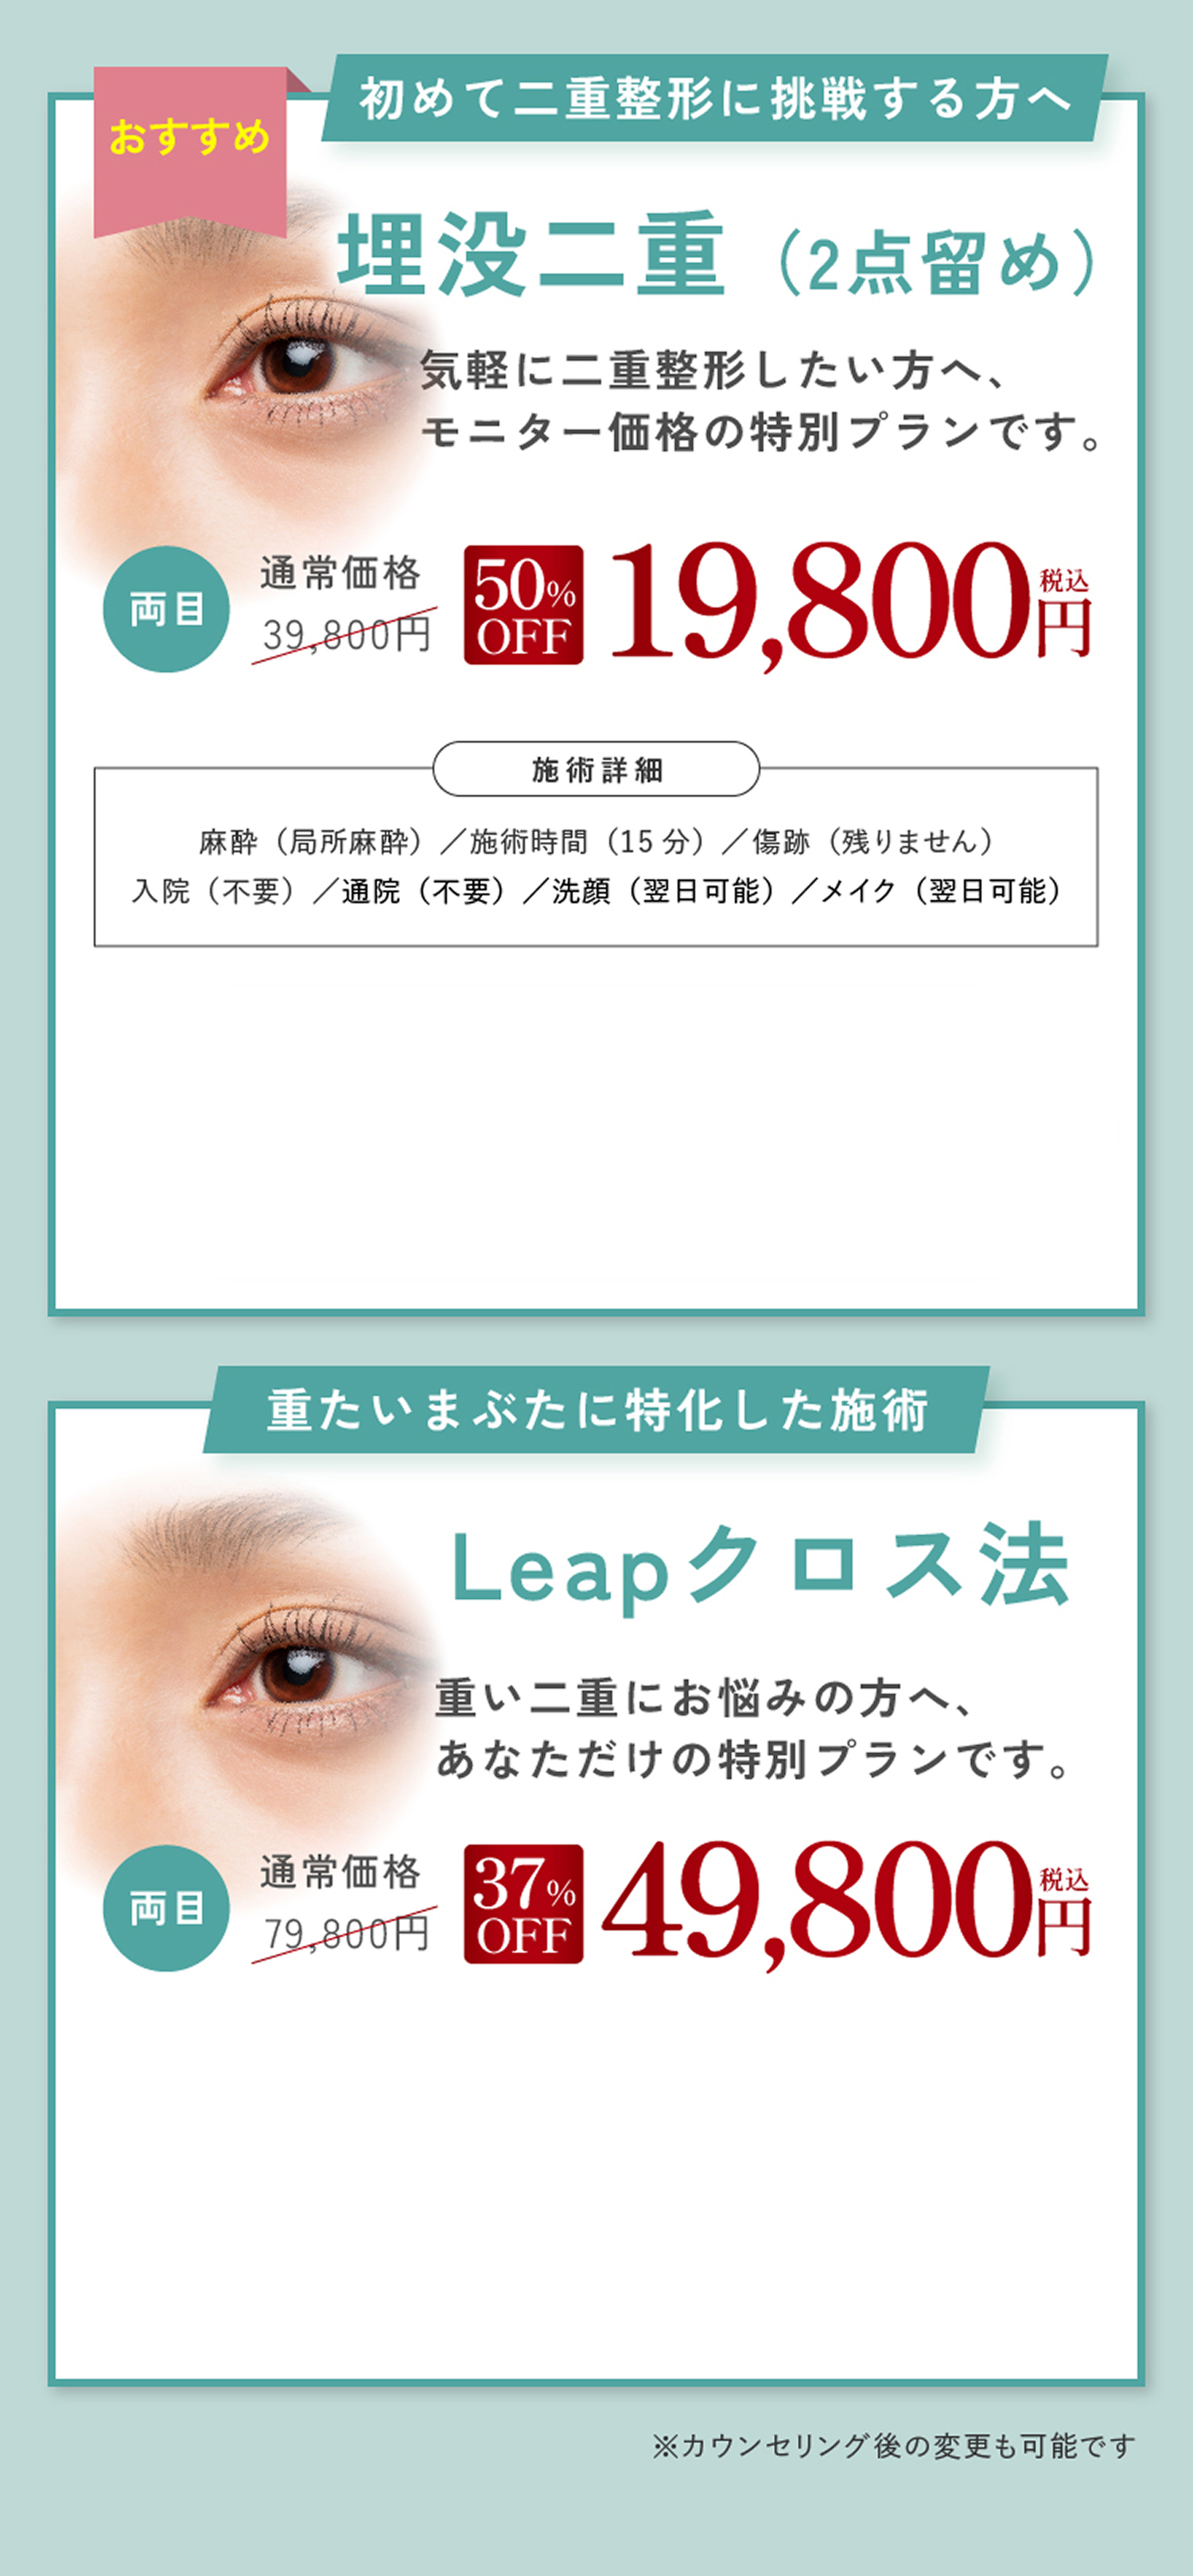 おすすめ
初めて二重整形に挑戦する方へ
埋没二重（2点留め）
気軽に二重整形したい方へ、
モニター価格の特別プランです。
両目
通常価格
39,800円
50%
OFF
19,800円
税込
施術詳細
麻酔（局所麻酔）／施術時間（15分）／傷跡（残りません）
入院（不要）／通院（不要）／洗顔（翌日可能）／メイク（翌日可能）
重たいまぶたに特化した施術
Leapクロス法
重い二重にお悩みの方へ、
あなただけの特別プランです。
両目
通常価格
79,800円
37%
OFF
49,800円
税込
※カウンセリング後の変更も可能です